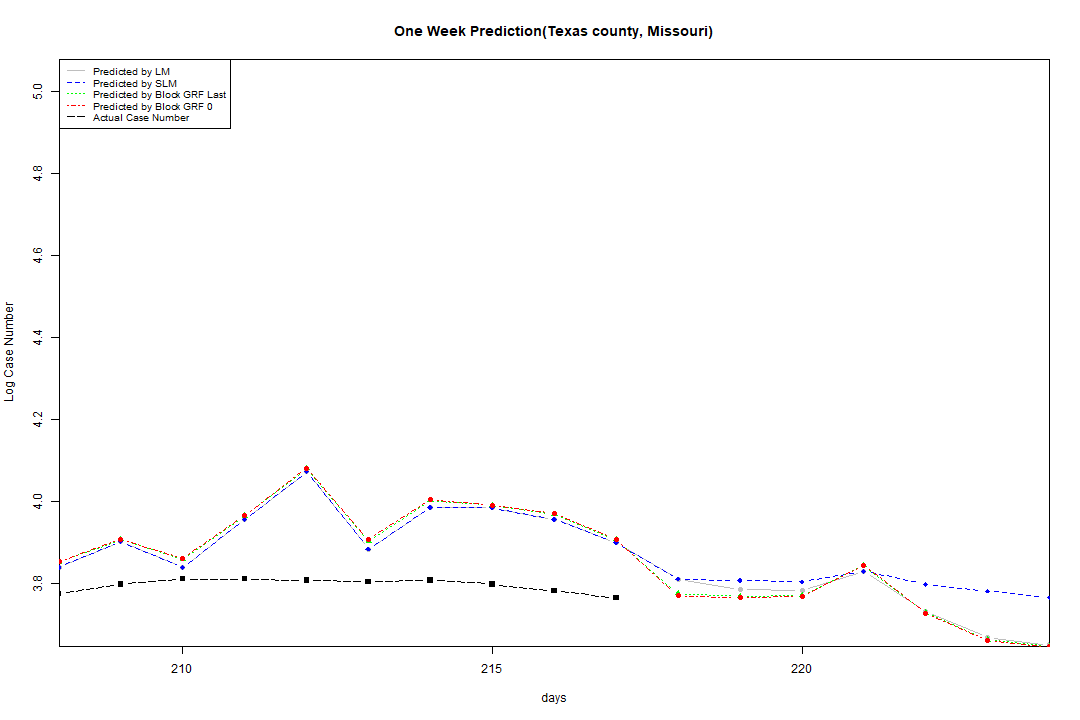 One Week Prediction(Texas county, Missouri)
Predicted by LM
Predicted by SLM
Predicted by Block GRF Last
Predicted by Block GRF 0
Actual Case Number
5.0
4.8
4.6
4.4
4.2
4.0
3.8
Log Case Number
210 215 220
days